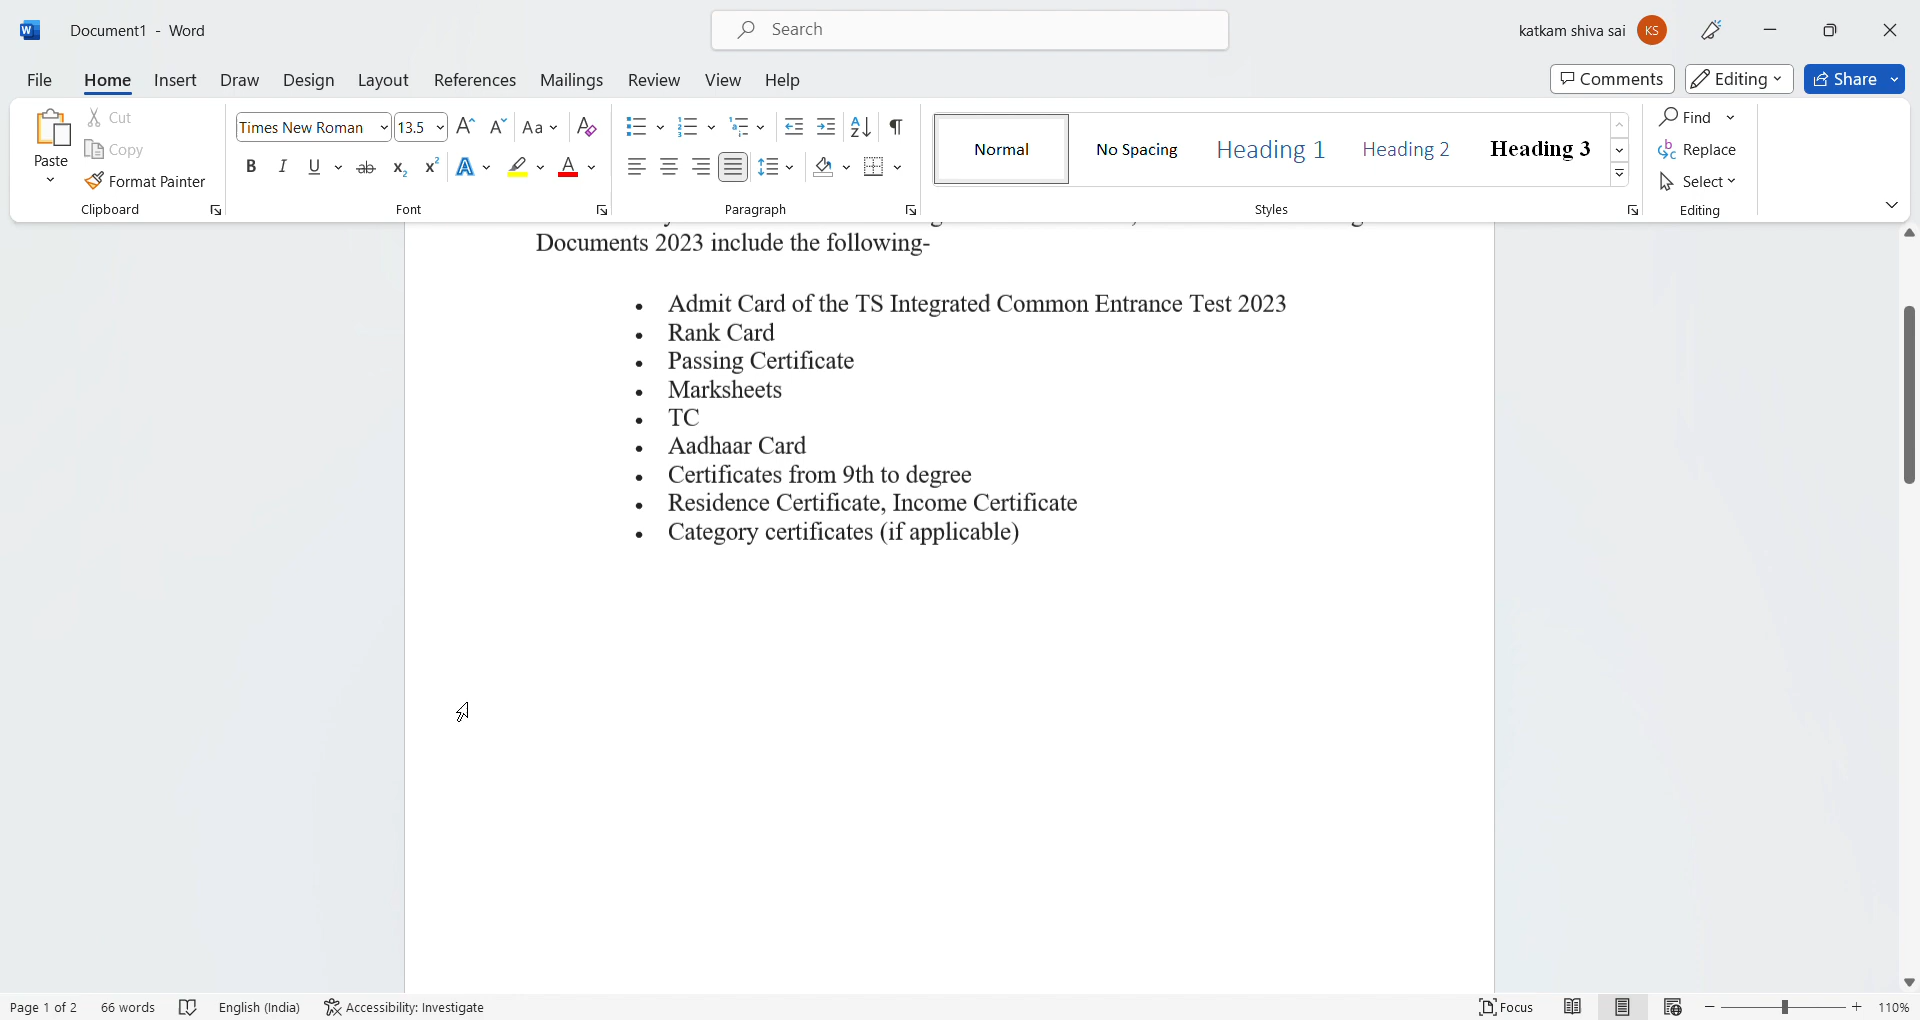 Document1 - Word
Search
katkam shiva sai KS
File Home Insert Draw Design Layout References Mailings Review View Help
Comments Editing Share
Paste
Cut
Copy
Format Painter
Clipboard
Times New Roman 13.5
Font
Paragraph
Normal No Spacing Heading 1 Heading 2 Heading 3
Styles
Find
Replace
Select
Editing
Documents 2023 include the following-
• Admit Card of the TS Integrated Common Entrance Test 2023
• Rank Card
• Passing Certificate
• Marksheets
• TC
• Aadhaar Card
• Certificates from 9th to degree
• Residence Certificate, Income Certificate
• Category certificates (if applicable)
Page 1 of 2 66 words English (India) Accessibility: Investigate Focus 110%